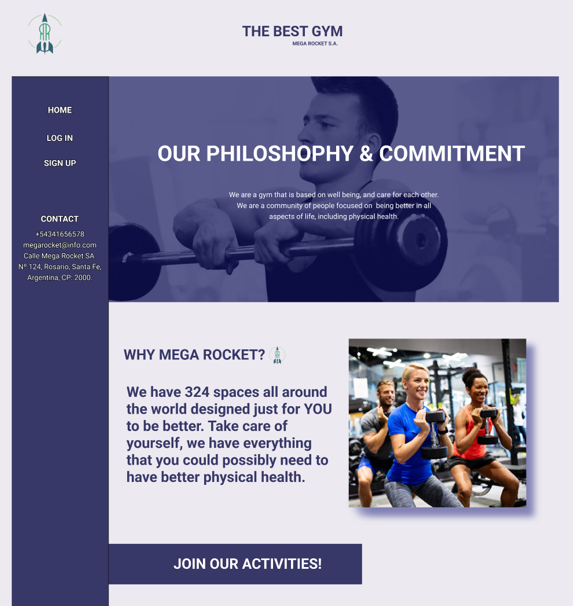 THE BEST GYM
MEGA ROCKET S.A.
HOME
LOG IN
SIGN UP
CONTACT
+54341656578
megarocket@info.com
Calle Mega Rocket SA
Nº 124, Rosario, Santa Fe,
Argentina, CP: 2000.
OUR PHILOSHOPHY & COMMITMENT
We are a gym that is based on well being, and care for each other.
We are a community of people focused on being better in all
aspects of life, including physical health.
WHY MEGA ROCKET?
We have 324 spaces all around
the world designed just for YOU
to be better. Take care of
yourself, we have everything
that you could possibly need to
have better physical health.
JOIN OUR ACTIVITIES!